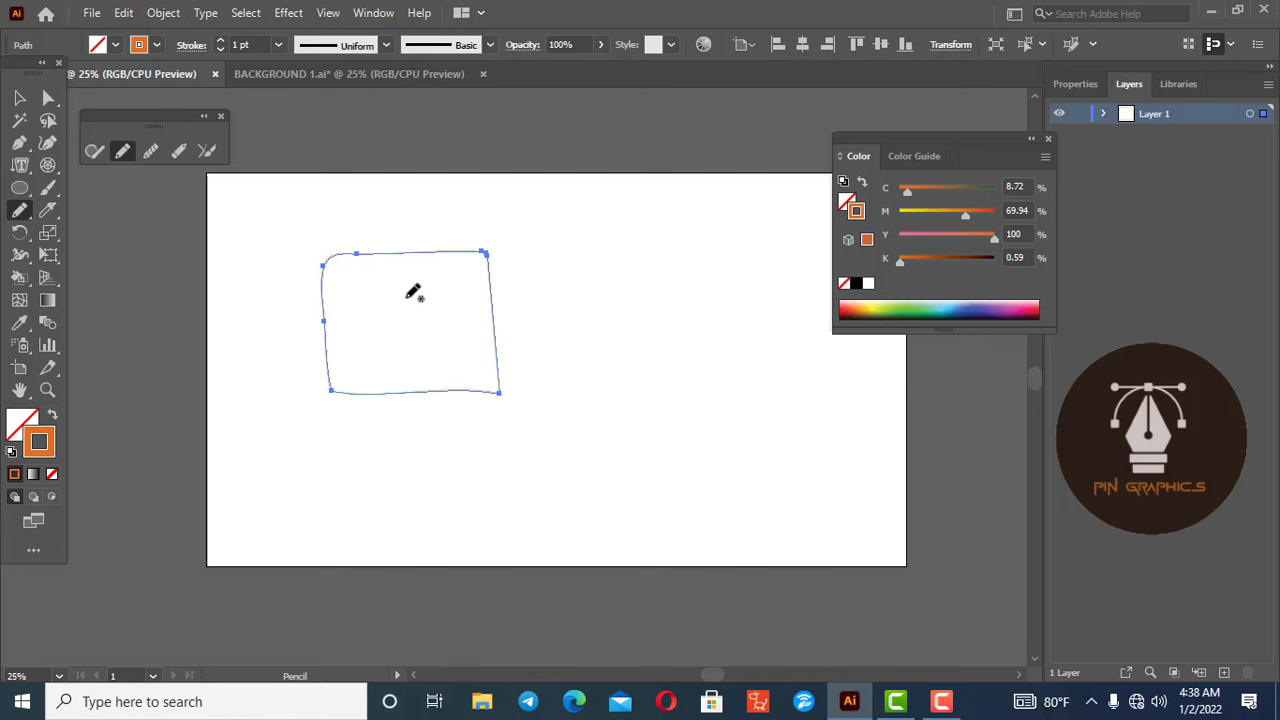 Ai File Edit Object Type Select Effect View Window Help Search Adobe Help
Path Stroke: 1 pt Uniform Basic Opacity: 100% Style: Transform
@ 25% (RGB/CPU Preview) × BACKGROUND 1.ai* @ 25% (RGB/CPU Preview) ×
Properties Layers Libraries
Layer 1
Color Color Guide
C 8.72 %
M 69.94 %
Y 100 %
K 0.59 %
PIN GRAPHICS
25% 1 Pencil 1 Layer
Type here to search Ai 80°F 4:38 AM
1/2/2022